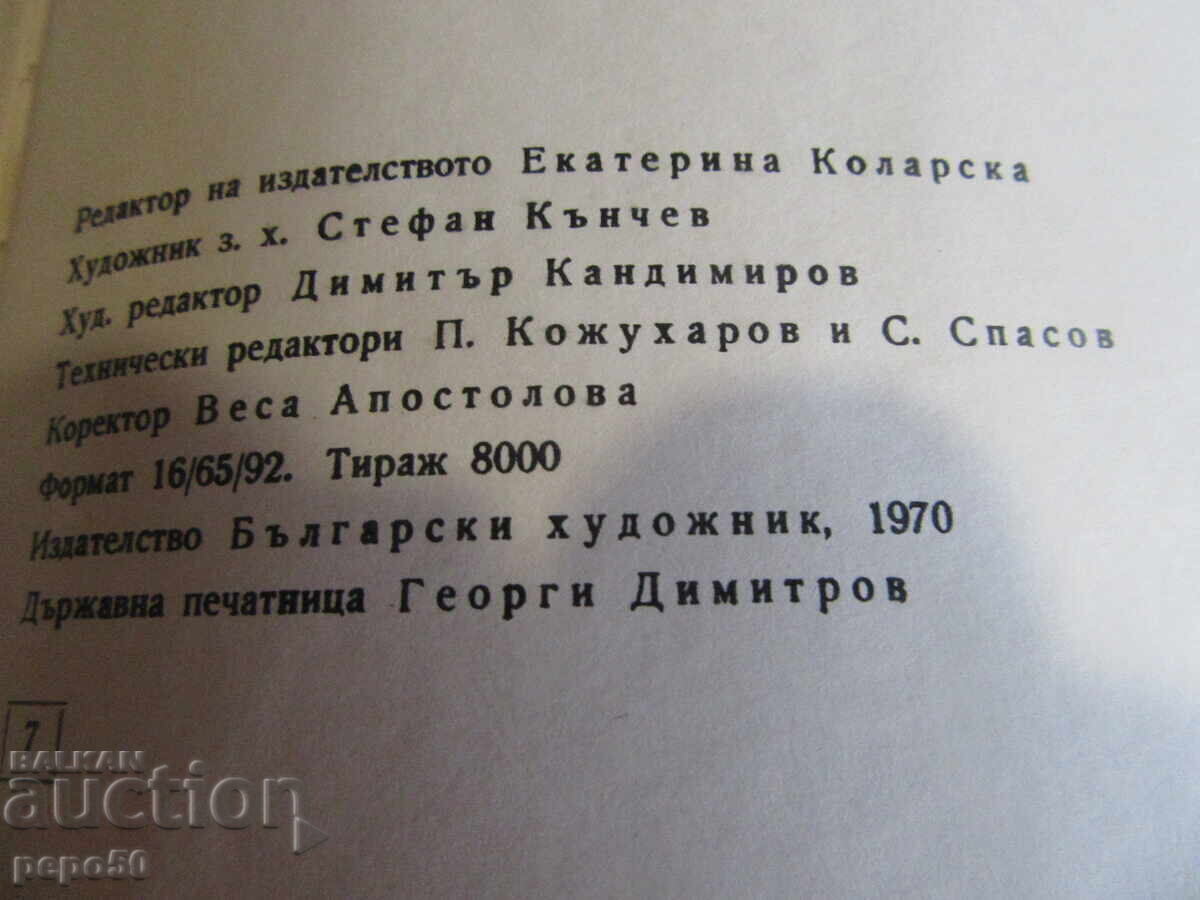 Редактор на издателството Екатерина Коларска
Художник з. х. Стефан Кънчев
Худ. редактор Димитър Кандимиров
Технически редактори П. Кожухаров и С. Спасов
Коректор Веса Апостолова
Формат 16/65/92. Тираж 8000
Издателство Български художник, 1970
Държавна печатница Георги Димитров
7
BALKAN
auction
pepo50